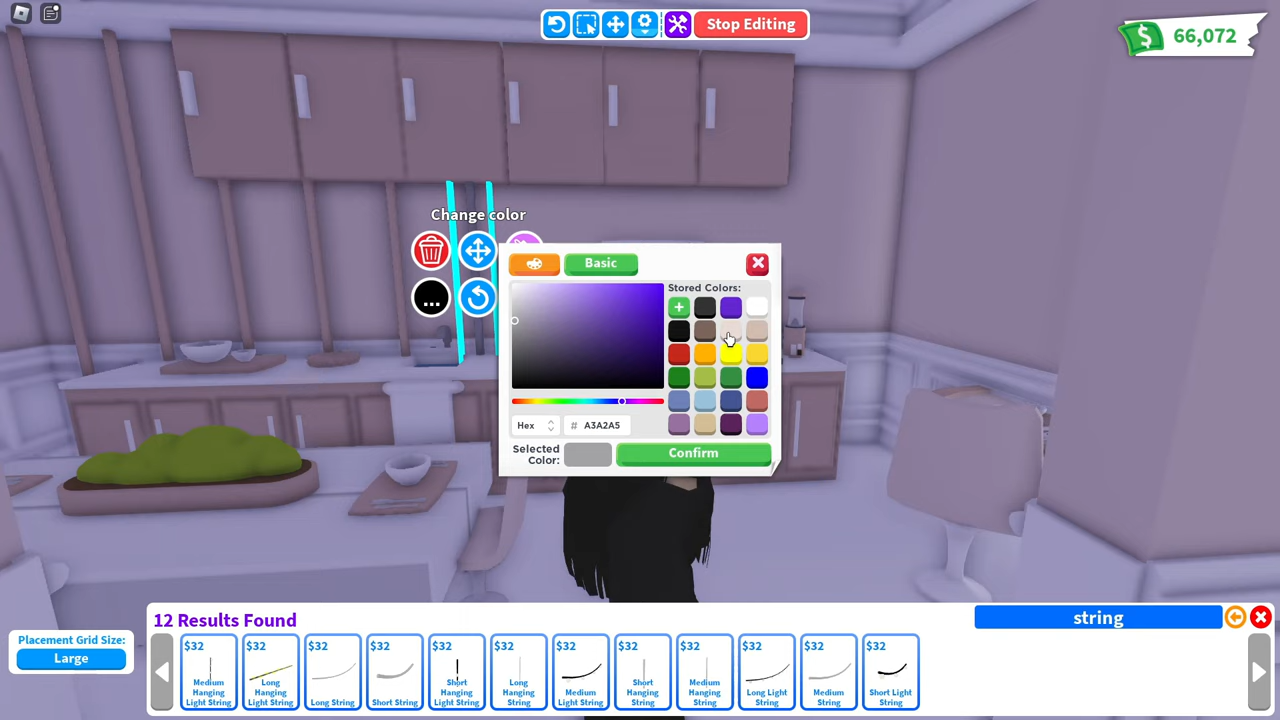 Stop Editing
$ 66,072
Change color
...
Basic
Stored Colors:
+
Hex
# A3A2A5
Selected
Color:
Confirm
12 Results Found
string
Placement Grid Size:
Large
$32
Medium
Hanging
Light String
$32
Long
Hanging
Light String
$32
Long String
$32
Short String
$32
Short
Hanging
Light String
$32
Long
Hanging
String
$32
Medium
Light String
$32
Short
Hanging
String
$32
Medium
Hanging
String
$32
Long Light
String
$32
Medium
String
$32
Short Light
String